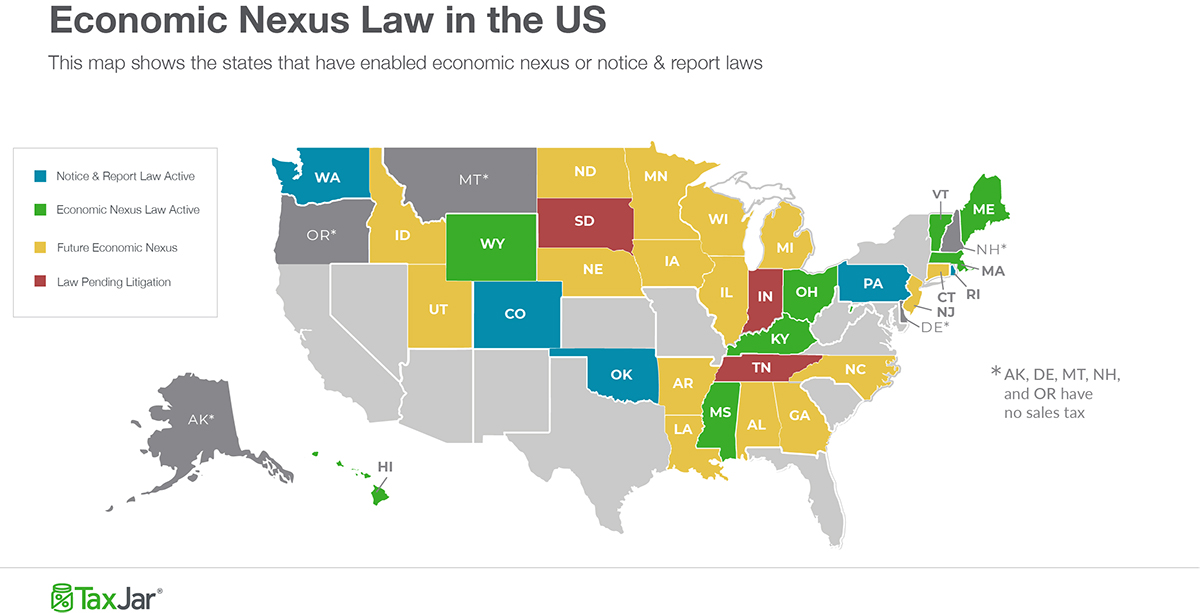 Economic Nexus Law in the US
This map shows the states that have enabled economic nexus or notice & report laws
Notice & Report Law Active
Economic Nexus Law Active
Future Economic Nexus
Law Pending Litigation
WA
MT*
ND
MN
OR*
ID
WY
SD
WI
MI
VT
ME
NH*
MA
NE
IA
UT
CO
IL
IN
OH
PA
CT
RI
NJ
DE*
KY
OK
AR
TN
NC
MS
AL
GA
LA
AK*
HI
* AK, DE, MT, NH,
and OR have
no sales tax
TaxJar®